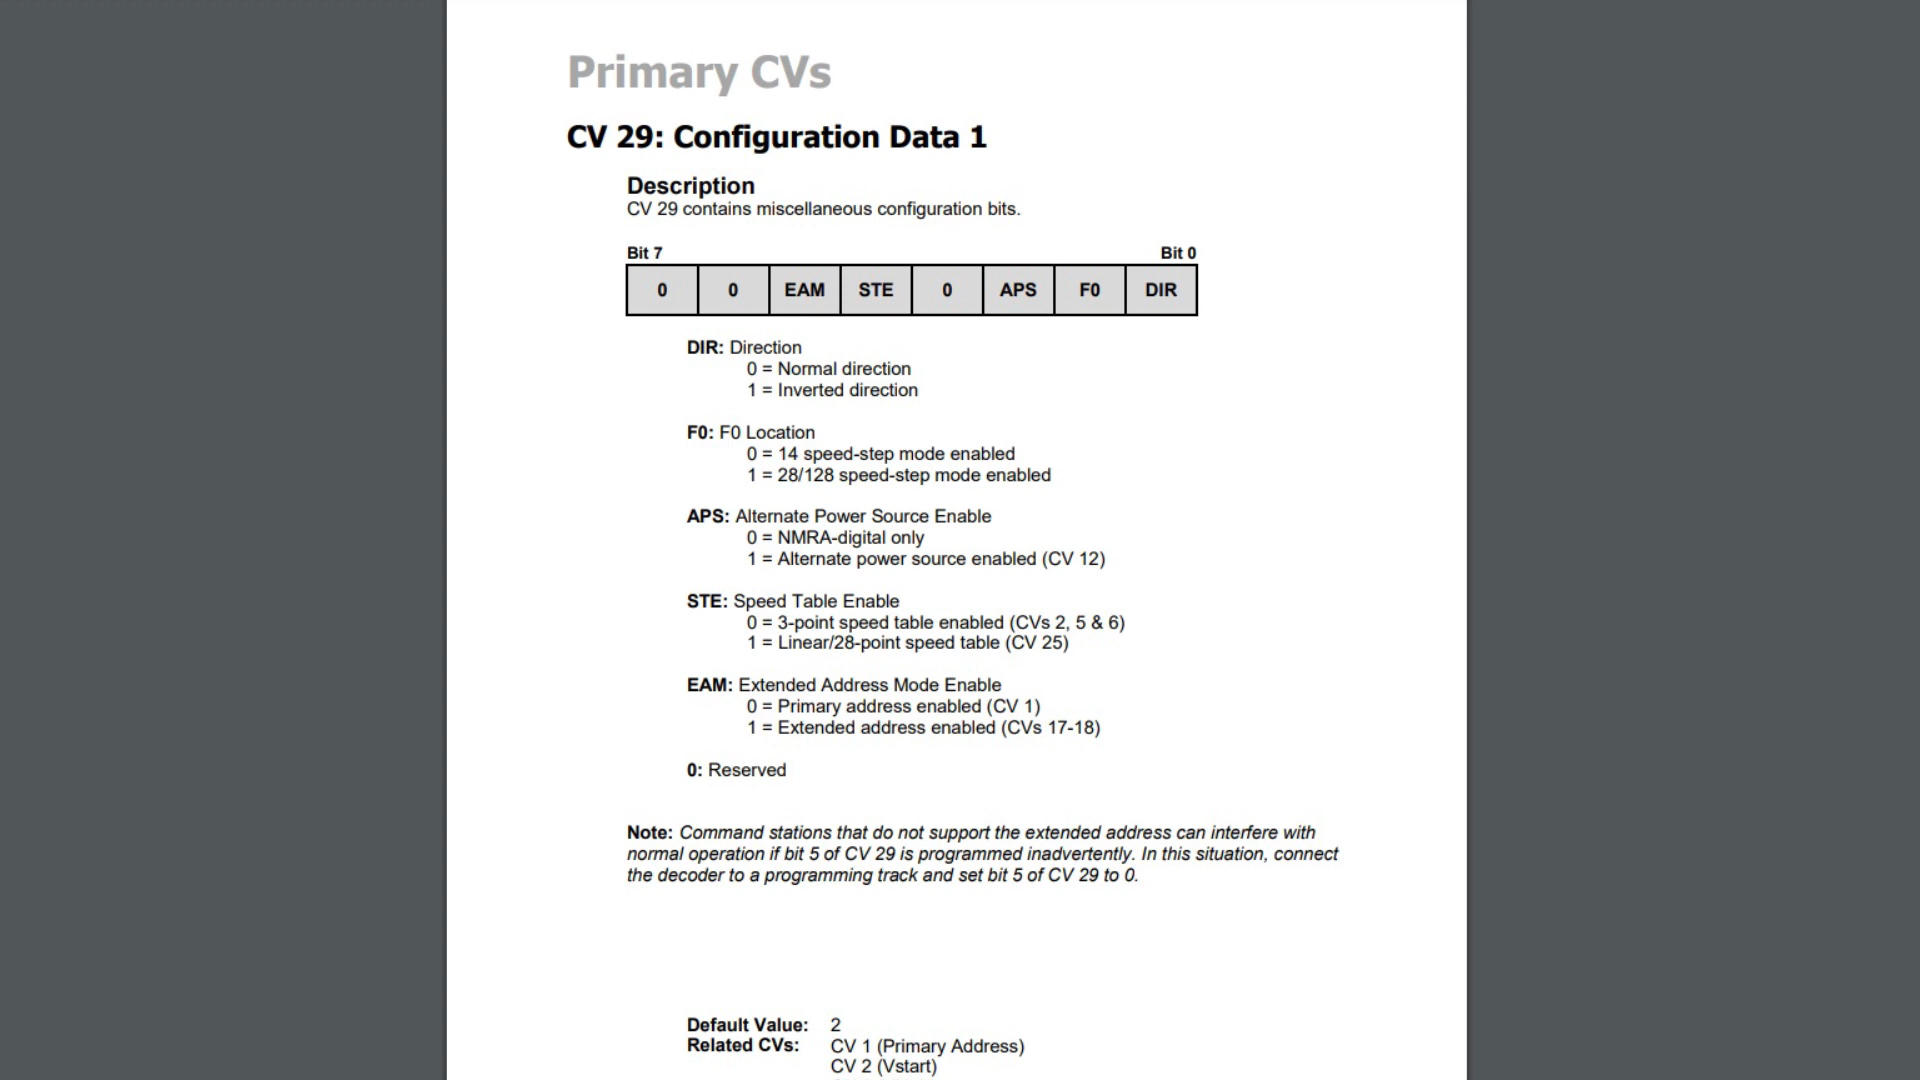 Primary CVs
CV 29: Configuration Data 1
Description
CV 29 contains miscellaneous configuration bits.
Bit 7 Bit 0
0 0 EAM STE 0 APS F0 DIR
DIR: Direction
0 = Normal direction
1 = Inverted direction
F0: F0 Location
0 = 14 speed-step mode enabled
1 = 28/128 speed-step mode enabled
APS: Alternate Power Source Enable
0 = NMRA-digital only
1 = Alternate power source enabled (CV 12)
STE: Speed Table Enable
0 = 3-point speed table enabled (CVs 2, 5 & 6)
1 = Linear/28-point speed table (CV 25)
EAM: Extended Address Mode Enable
0 = Primary address enabled (CV 1)
1 = Extended address enabled (CVs 17-18)
0: Reserved
Note: Command stations that do not support the extended address can interfere with
normal operation if bit 5 of CV 29 is programmed inadvertently. In this situation, connect
the decoder to a programming track and set bit 5 of CV 29 to 0.
Default Value: 2
Related CVs: CV 1 (Primary Address)
CV 2 (Vstart)